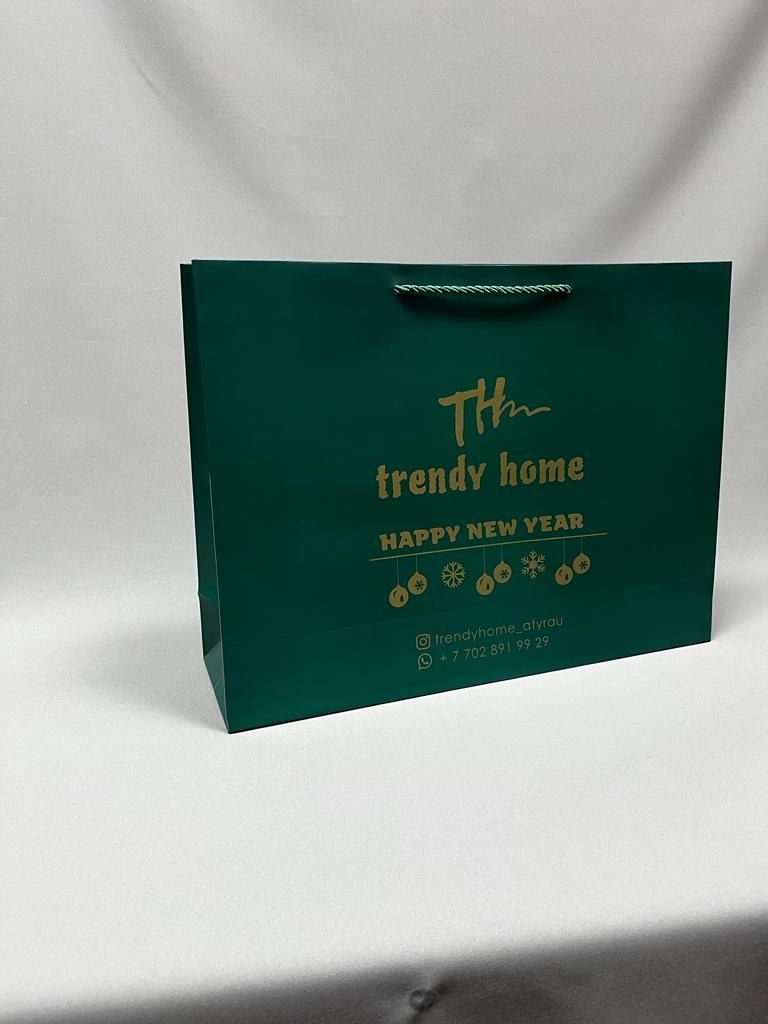 TH
trendy home
HAPPY NEW YEAR
trendyhome_atyrau
+ 7 702 891 99 29